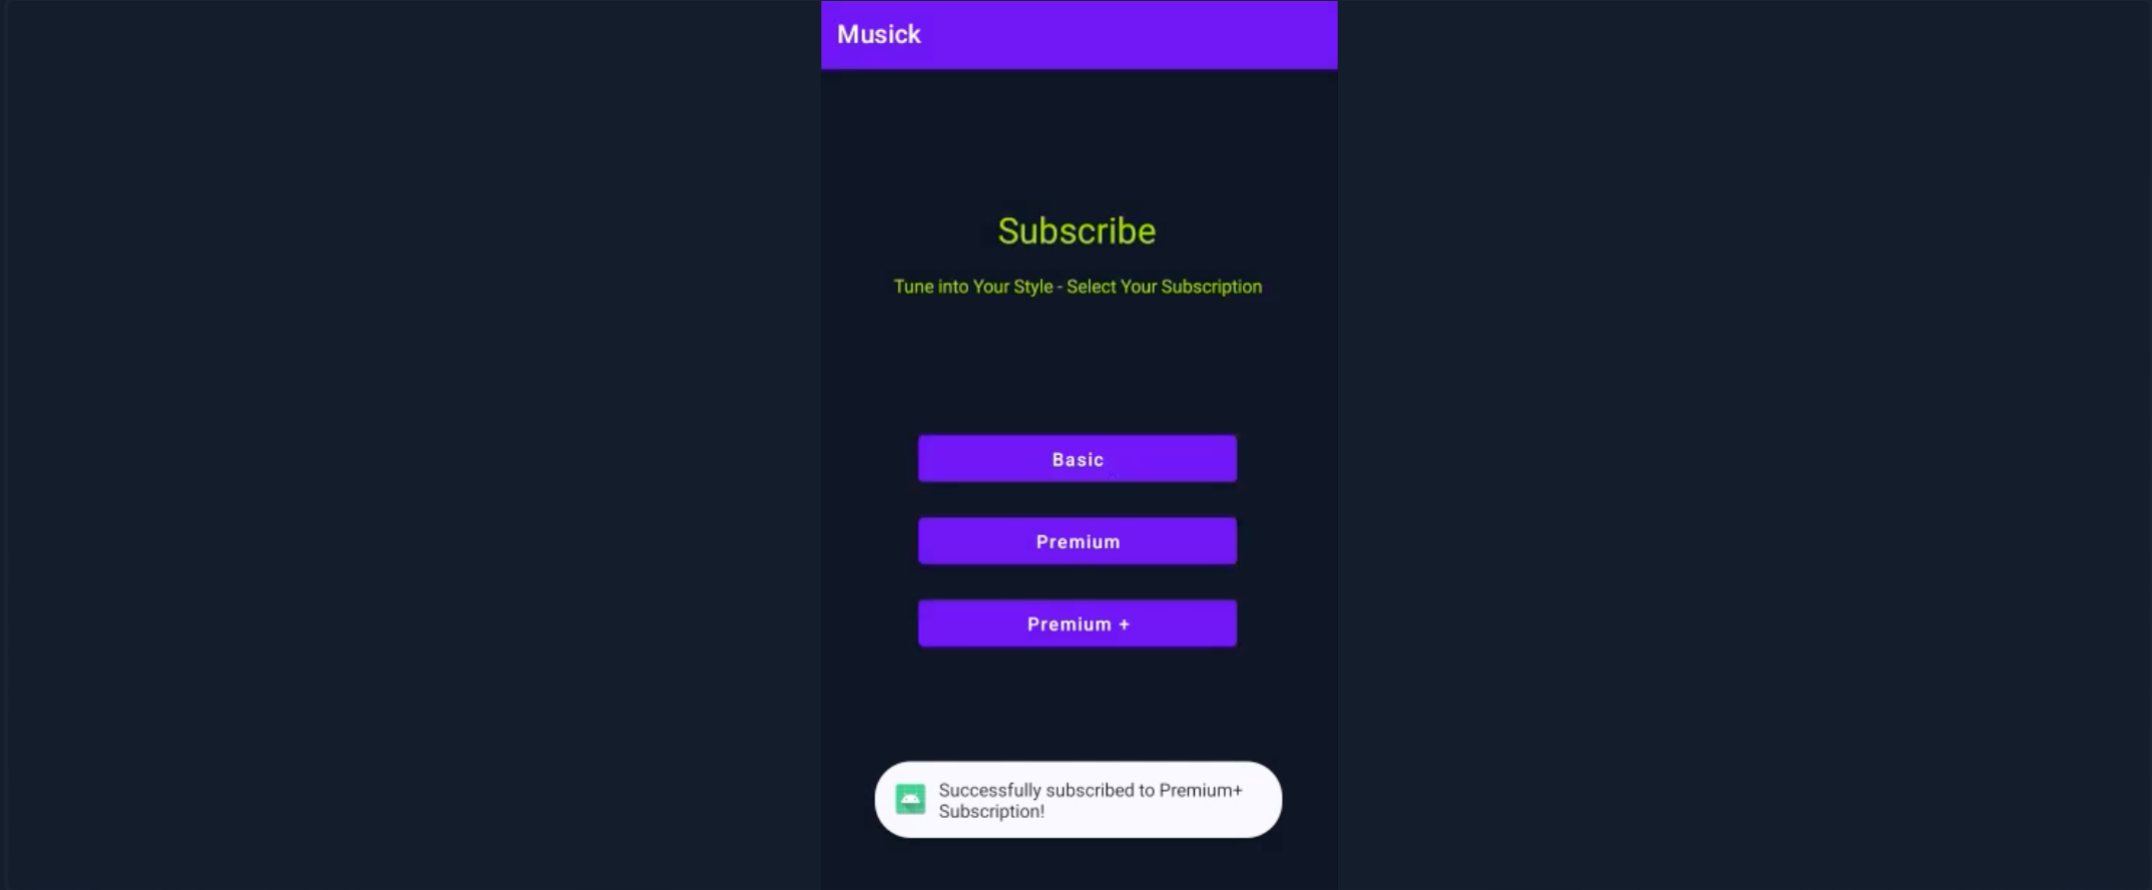 Musick
Subscribe
Tune into Your Style - Select Your Subscription
Basic
Premium
Premium +
Successfully subscribed to Premium+
Subscription!